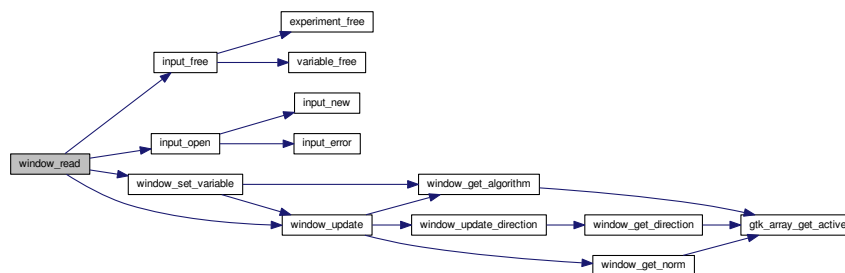 experiment_free
input_free
variable_free
input_new
input_open
input_error
window_read
window_set_variable
window_get_algorithm
window_update
window_update_direction
window_get_direction
gtk_array_get_active
window_get_norm